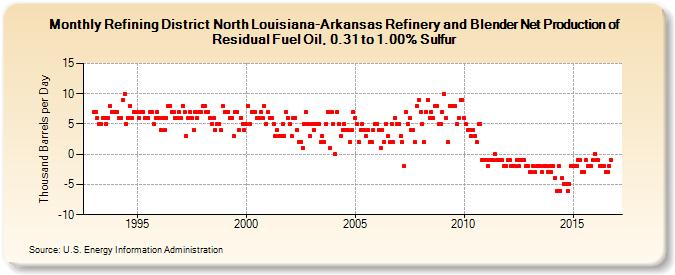 Monthly Refining District North Louisiana-Arkansas Refinery and Blender Net Production of
Residual Fuel Oil, 0.31 to 1.00% Sulfur
Thousand Barrels per Day
15
10
5
0
-5
-10
1995
2000
2005
2010
2015
Source: U.S. Energy Information Administration